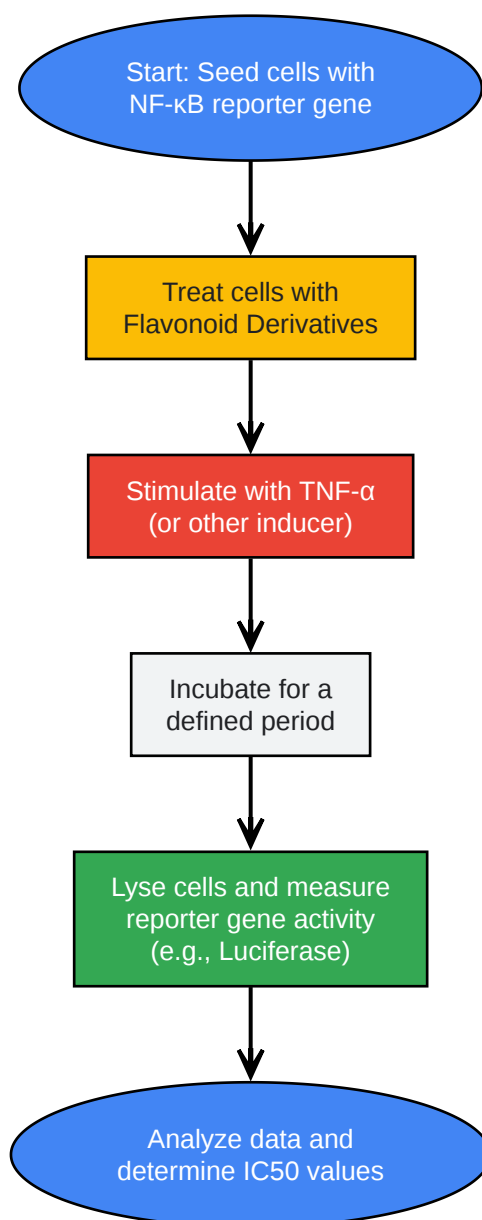 Start: Seed cells with
NF-κB reporter gene
Treat cells with
Flavonoid Derivatives
Stimulate with TNF-α
(or other inducer)
Incubate for a
defined period
Lyse cells and measure
reporter gene activity
(e.g., Luciferase)
Analyze data and
determine IC50 values